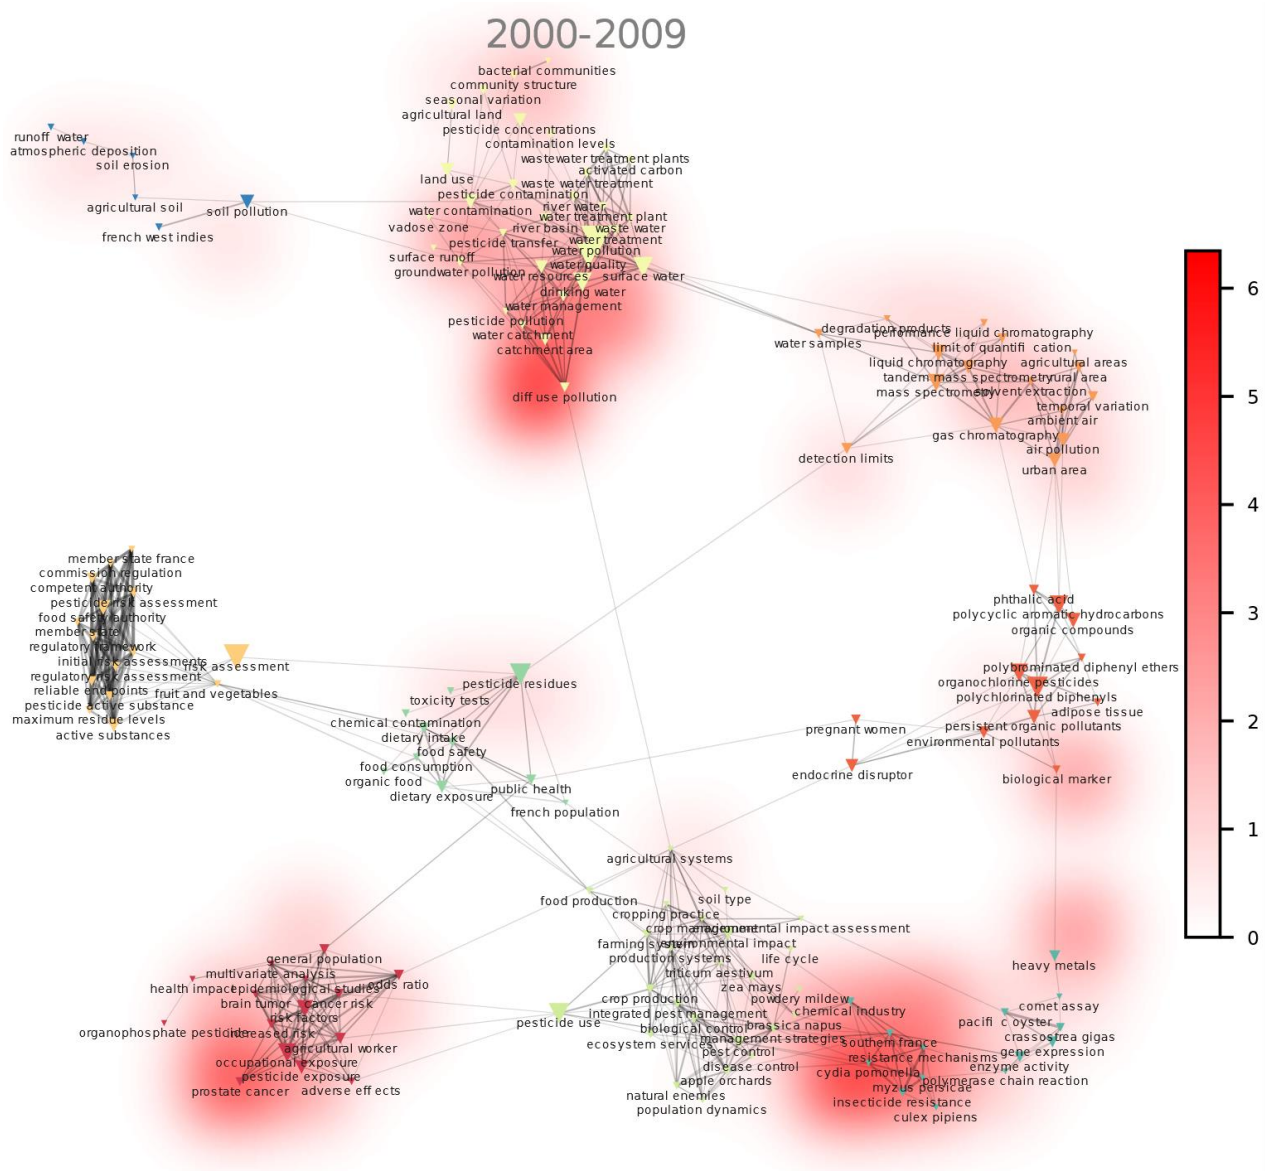 2000-2009
bacterial communities
community structure
seasonal variation
agricultural land
pesticide concentrations
contamination levels
wastewater treatment plants
activated carbon
land use
waste water treatment
pesticide contamination
river water
water contamination
water treatment plant
vadose zone
river basin
waste water
water treatment
pesticide transfer
water pollution
surface runoff
water quality
groundwater pollution
water resources
surface water
drinking water
water management
pesticide pollution
water catchment
catchment area
diff use pollution
runoff water
atmospheric deposition
soil erosion
agricultural soil
soil pollution
french west indies
degradation products
performance liquid chromatography
water samples
limit of quantifi cation
liquid chromatography
agricultural areas
tandem mass spectrometry
rural area
mass spectrometry
solvent extraction
temporal variation
ambient air
gas chromatography
air pollution
detection limits
urban area
6
5
4
3
2
1
0
member state france
commission regulation
competent authority
pesticide risk assessment
food safety authority
member state
regulatory framework
initial risk assessments
risk assessment
regulatory risk assessment
reliable end points
fruit and vegetables
pesticide active substance
maximum residue levels
active substances
phthalic acid
polycyclic aromatic hydrocarbons
organic compounds
polybrominated diphenyl ethers
organochlorine pesticides
polychlorinated biphenyls
adipose tissue
persistent organic pollutants
pregnant women
environmental pollutants
endocrine disruptor
biological marker
pesticide residues
toxicity tests
chemical contamination
dietary intake
food safety
food consumption
organic food
public health
dietary exposure
french population
agricultural systems
food production
soil type
cropping practice
crop management
environmental impact assessment
farming system
environmental impact
production systems
life cycle
triticum aestivum
zea mays
crop production
powdery mildew
integrated pest management
chemical industry
pesticide use
biological control
brassica napus
ecosystem services
management strategies
southern france
pest control
resistance mechanisms
disease control
cydia pomonella
apple orchards
myzus persicae
polymerase chain reaction
natural enemies
insecticide resistance
population dynamics
culex pipiens
heavy metals
comet assay
pacifi c oyster
crassostrea gigas
gene expression
enzyme activity
general population
multivariate analysis
odds ratio
health impact
epidemiological studies
brain tumor
cancer risk
risk factors
organophosphate pesticides
increased risk
agricultural worker
occupational exposure
pesticide exposure
prostate cancer
adverse eff ects